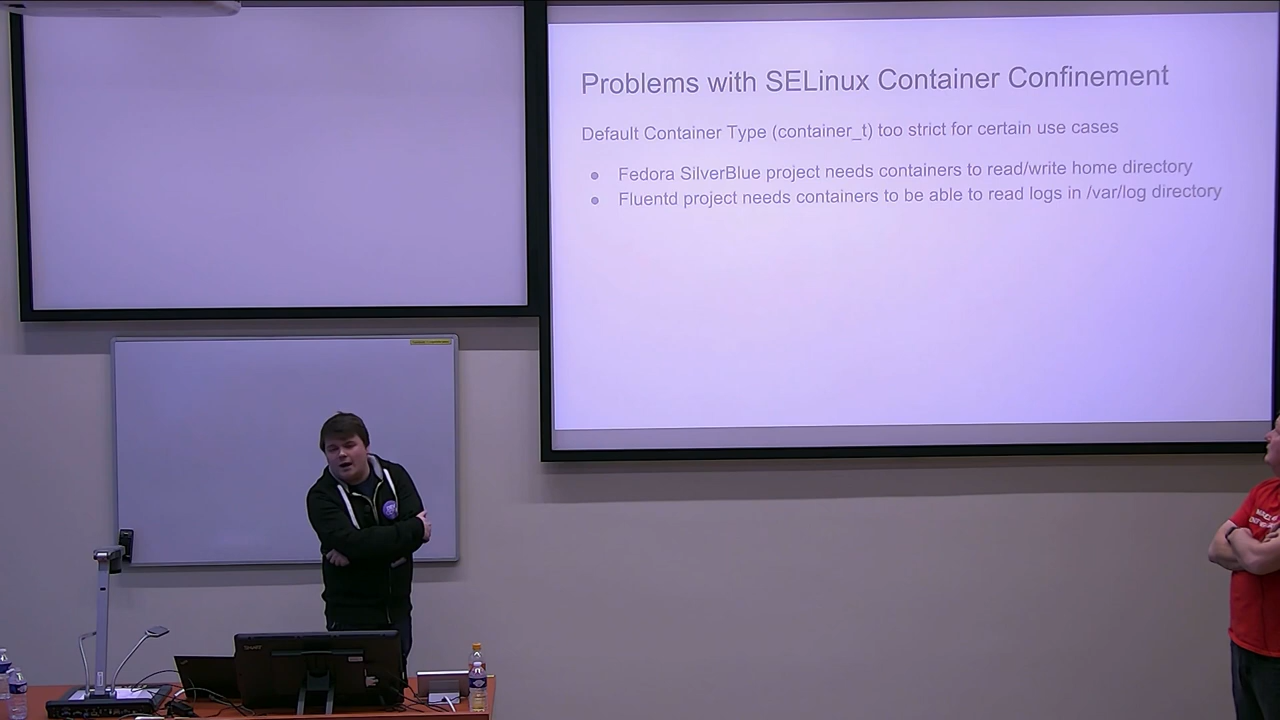 Problems with SELinux Container Confinement
Default Container Type (container_t) too strict for certain use cases
Fedora SilverBlue project needs containers to read/write home directory
Fluentd project needs containers to be able to read logs in /var/log directory